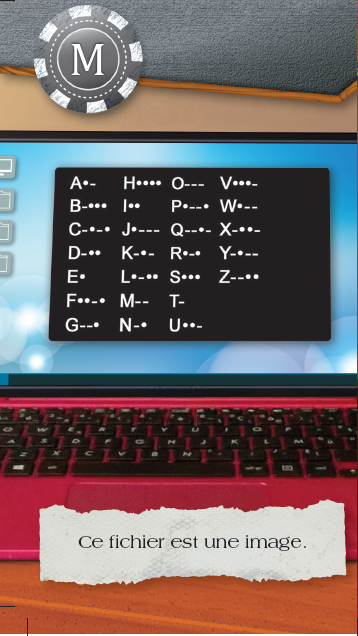 M
A•- H•••• O--- V•••-
B-••• I•• P•--• W•--
C-•-• J•--- Q--•- X-••-
D-•• K-•- R•-• Y-•--
E• L•-•• S••• Z--••
F••-• M-- T-
G--• N-• U••-
Ce fichier est une image.